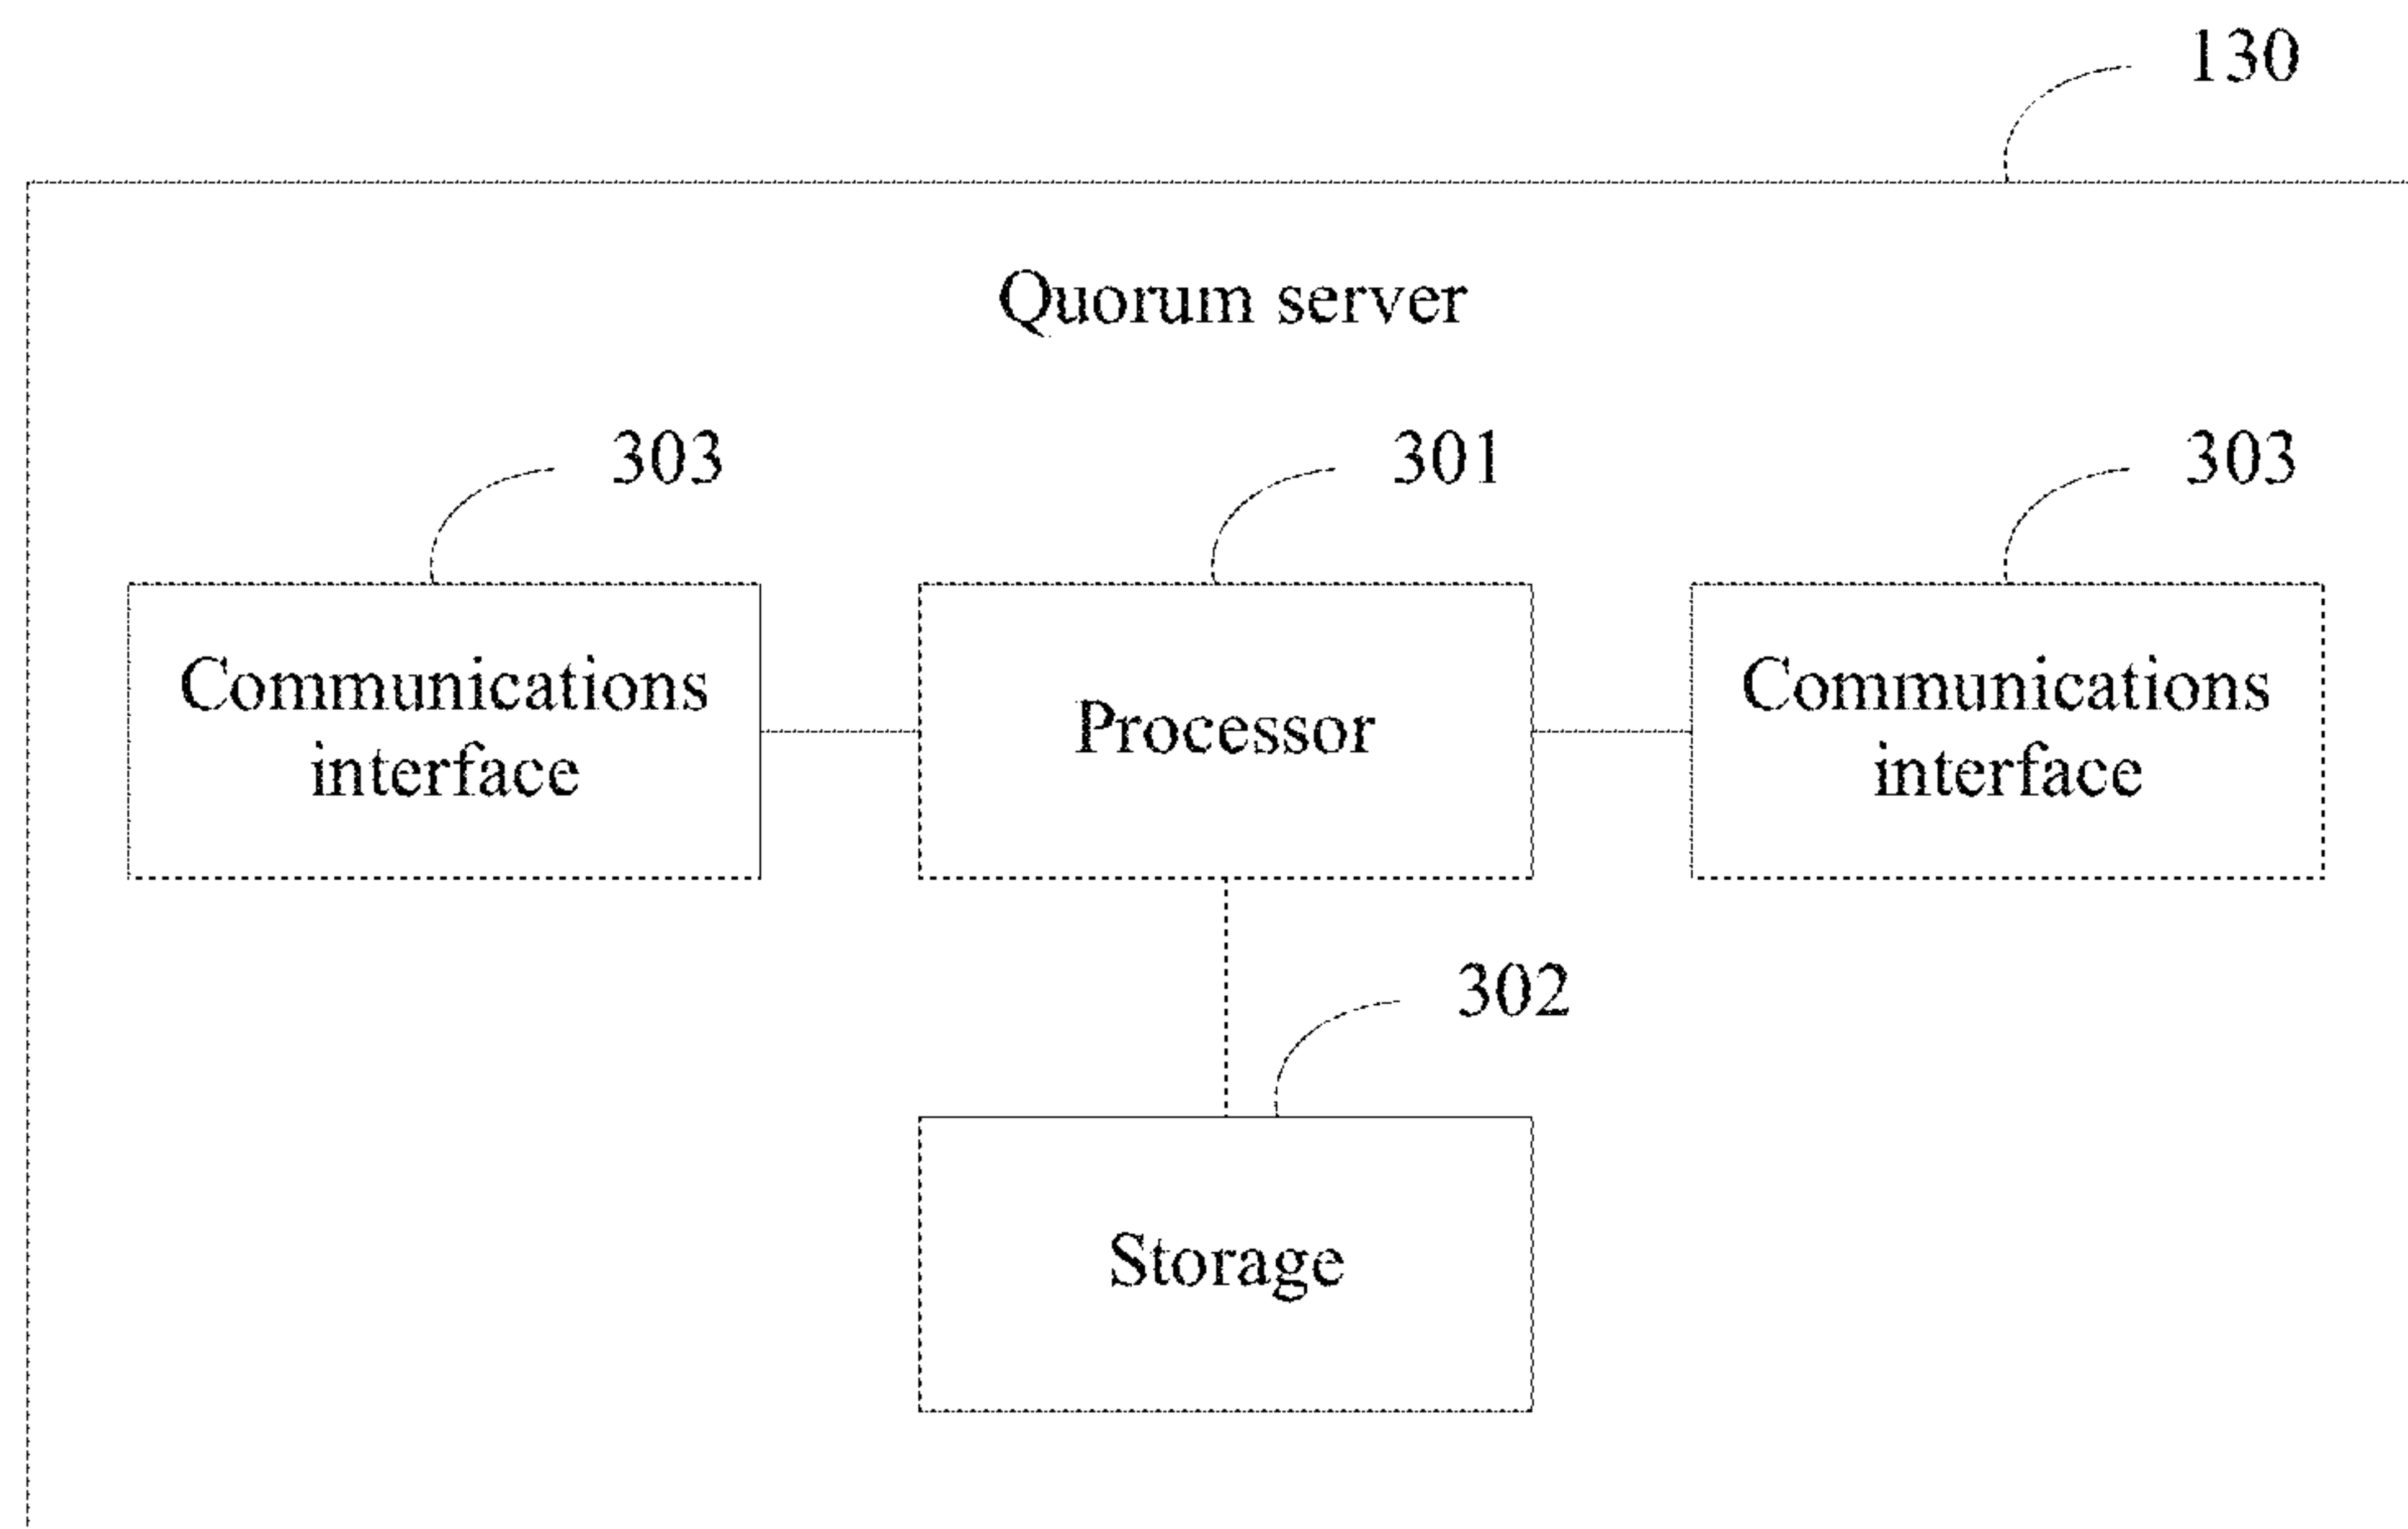 130
Quorum server
303
301
303
Communications
interface
Processor
Communications
interface
302
Storage